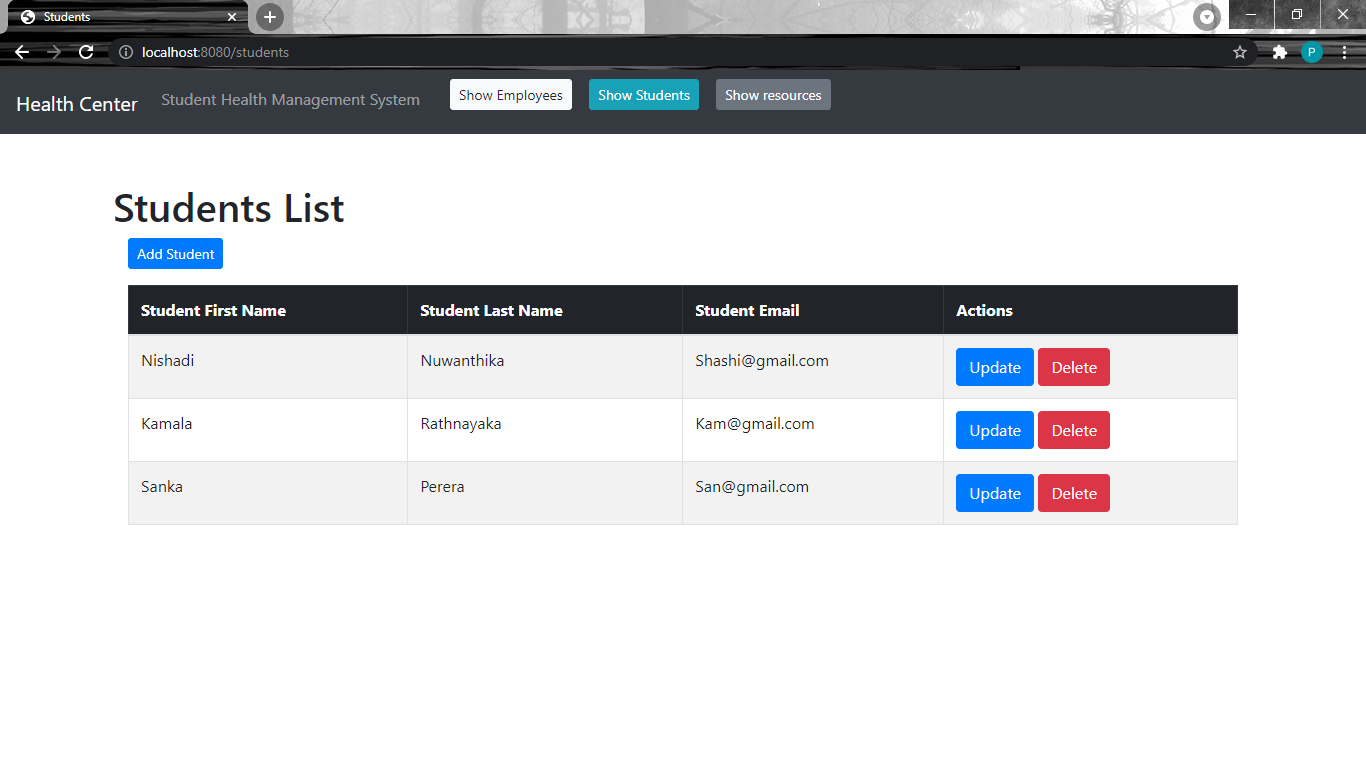 Students
localhost:8080/students
P
Health Center Student Health Management System Show Employees Show Students Show resources
Students List
Add Student
Student First Name Student Last Name Student Email Actions
Nishadi Nuwanthika Shashi@gmail.com Update Delete
Kamala Rathnayaka Kam@gmail.com Update Delete
Sanka Perera San@gmail.com Update Delete